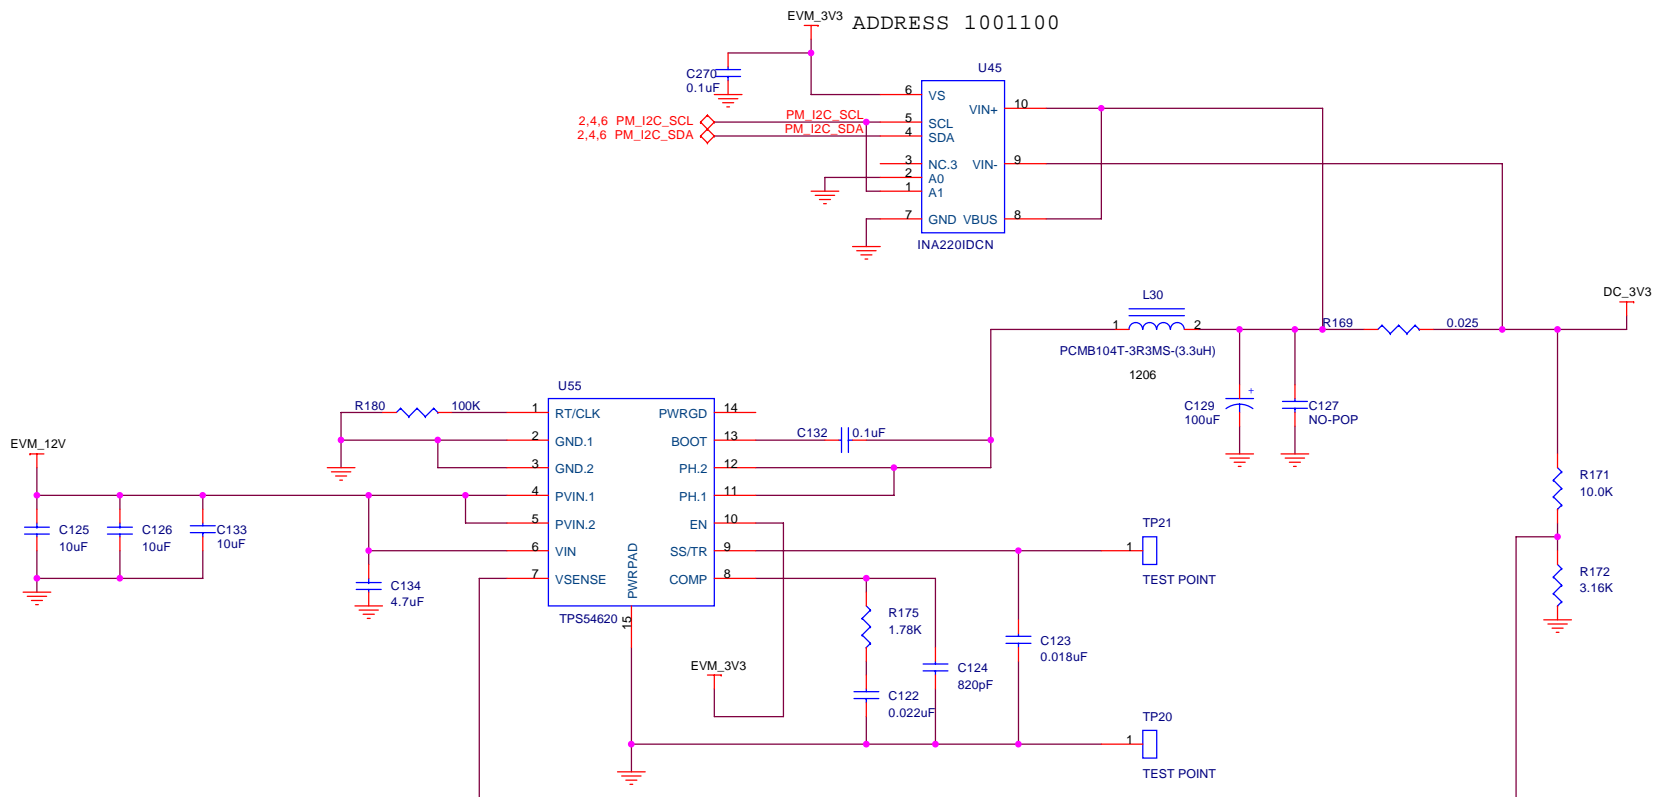 EVM_3V3 ADDRESS 1001100
C270
0.1uF
U45
6 VS
VIN+ 10
2,4,6 PM_I2C_SCL PM_I2C_SCL 5 SCL
2,4,6 PM_I2C_SDA PM_I2C_SDA 4 SDA
3 NC.3 VIN- 9
2 A0
1 A1
7 GND VBUS 8
INA220IDCN
L30
DC_3V3
1 2 R169 0.025
PCMB104T-3R3MS-(3.3uH)
1206
C129
100uF
+
C127
NO-POP
U55
R180 100K 1 RT/CLK PWRGD 14
2 GND.1 BOOT 13 C132 0.1uF
3 GND.2 PH.2 12
EVM_12V
4 PVIN.1 PH.1 11
5 PVIN.2 EN 10
6 VIN SS/TR 9
7 VSENSE COMP 8
PWRPAD
15
TPS54620
C125
10uF
C126
10uF
C133
10uF
C134
4.7uF
R171
10.0K
R172
3.16K
TP21
1
TEST POINT
R175
1.78K
C123
0.018uF
C124
820pF
C122
0.022uF
EVM_3V3
TP20
1
TEST POINT